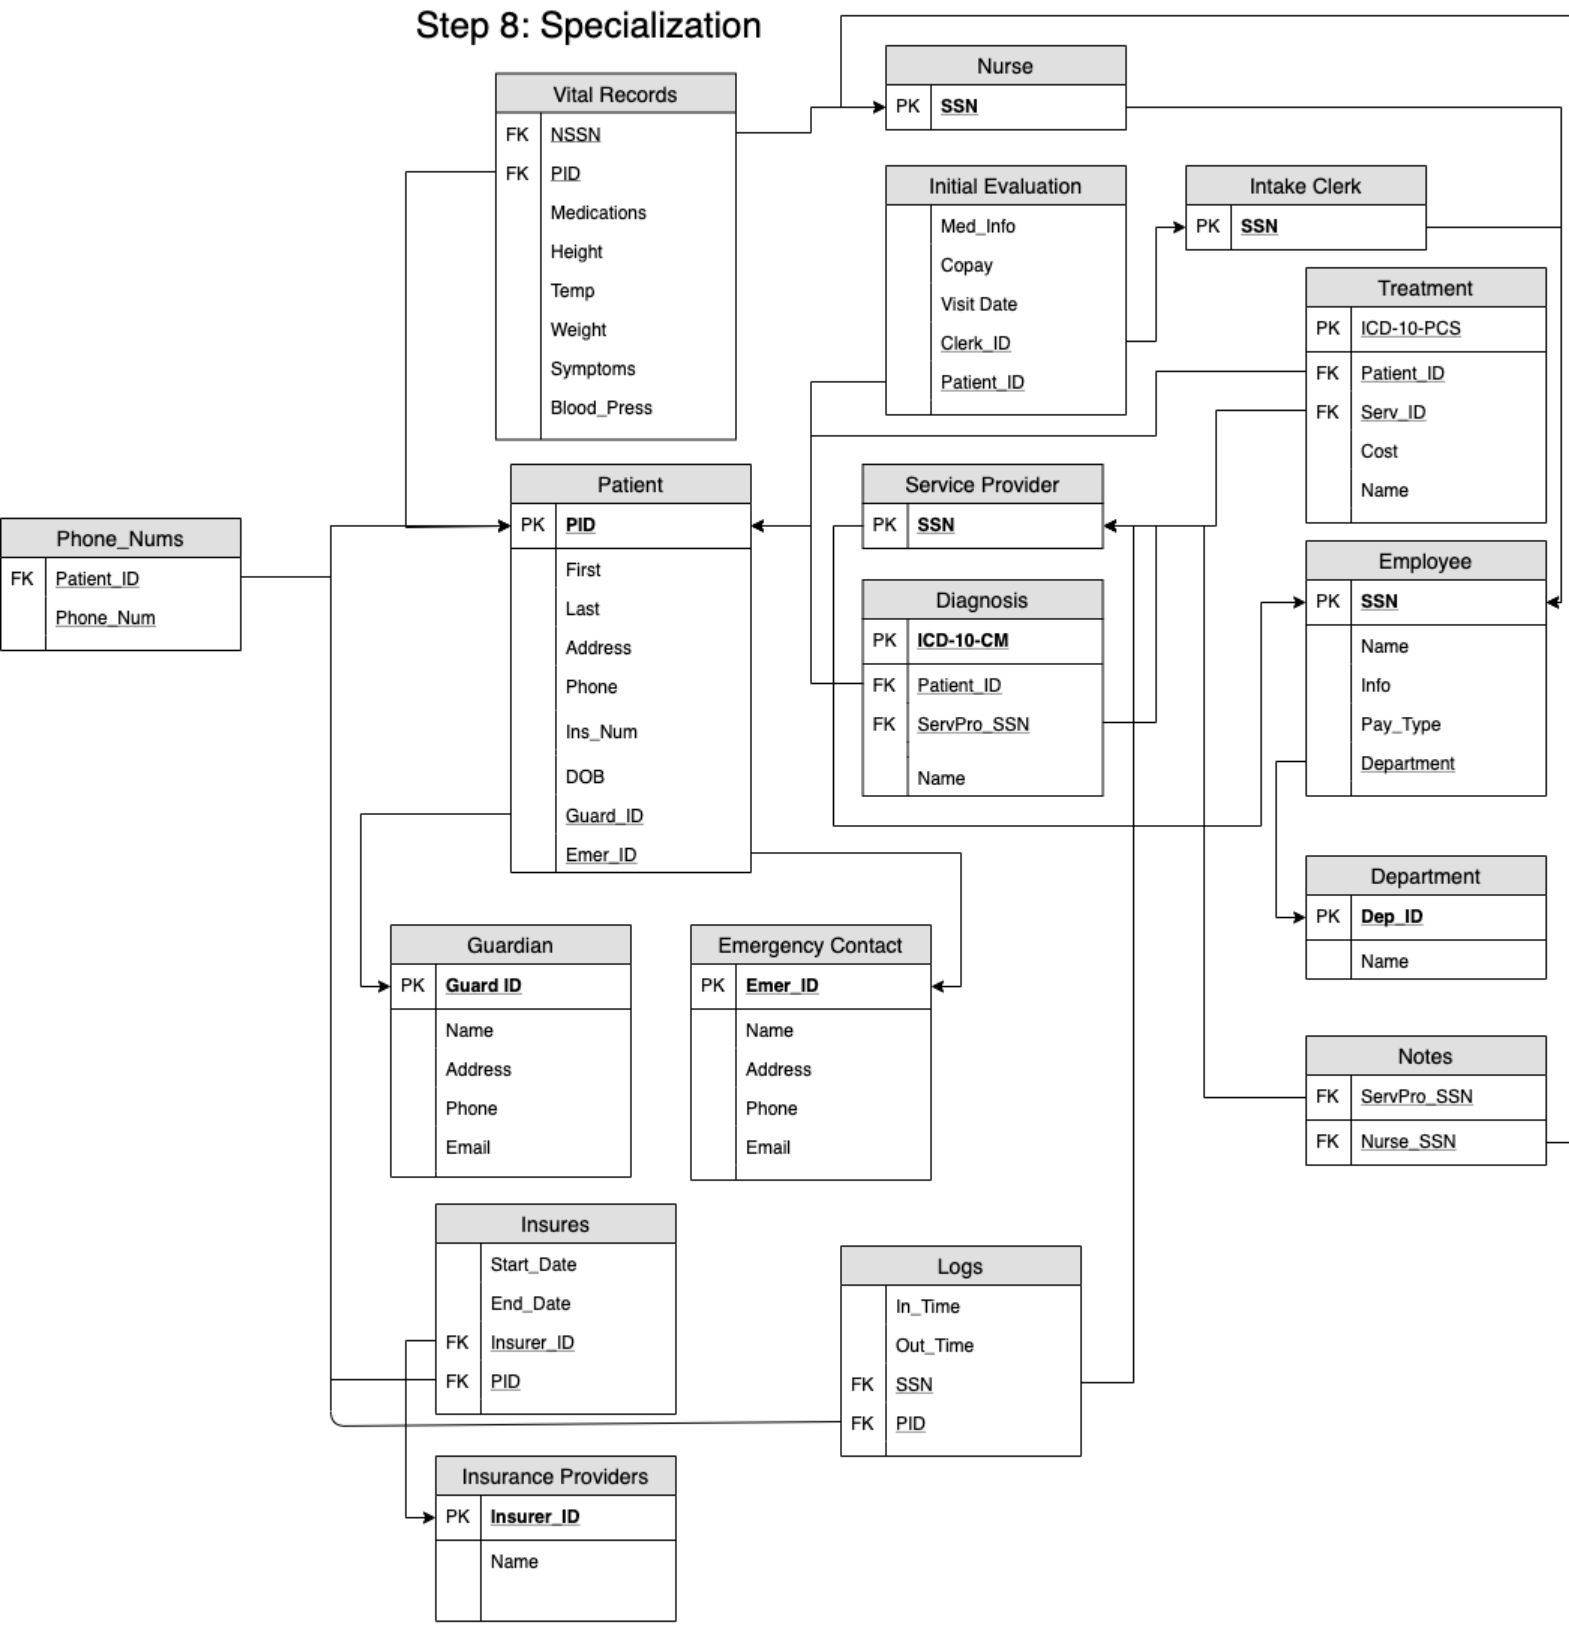 Step 8: Specialization
Nurse
PK SSN
Vital Records
FK NSSN
FK PID
Medications
Height
Temp
Weight
Symptoms
Blood_Press
Initial Evaluation
Med_Info
Copay
Visit Date
Clerk_ID
Patient_ID
Intake Clerk
PK SSN
Treatment
PK ICD-10-PCS
FK Patient_ID
FK Serv_ID
Cost
Name
Phone_Nums
FK Patient_ID
Phone_Num
Patient
PK PID
First
Last
Address
Phone
Ins_Num
DOB
Guard_ID
Emer_ID
Service Provider
PK SSN
Diagnosis
PK ICD-10-CM
FK Patient_ID
FK ServPro_SSN
Name
Employee
PK SSN
Name
Info
Pay_Type
Department
Department
PK Dep_ID
Name
Guardian
PK Guard ID
Name
Address
Phone
Email
Emergency Contact
PK Emer_ID
Name
Address
Phone
Email
Notes
FK ServPro_SSN
FK Nurse_SSN
Insures
Start_Date
End_Date
FK Insurer_ID
FK PID
Logs
In_Time
Out_Time
FK SSN
FK PID
Insurance Providers
PK Insurer_ID
Name